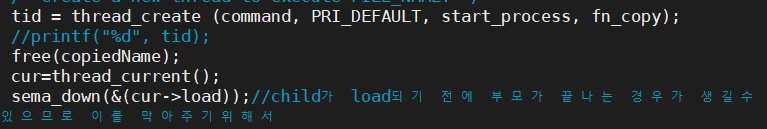 tid = thread_create (command, PRI_DEFAULT, start_process, fn_copy);
//printf("%d", tid);
free(copiedName);
cur=thread_current();
sema_down(&(cur->load));//child가 load되기 전에 부모가 끝나는 경우가 생길수
있으므로 이를 막아주기위해서